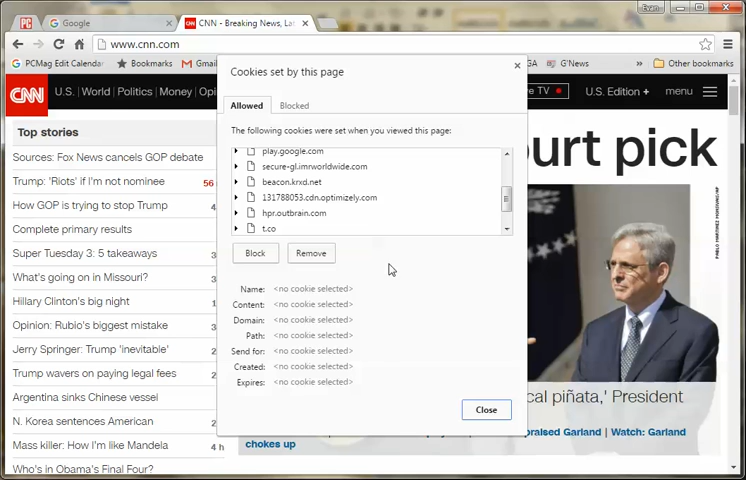 Evan
PC
Google
CNN - Breaking News, Lat
www.cnn.com
PCMag Edit Calendar
Bookmarks
Gmail
G'News
»
Other bookmarks
CNN
U.S.
World
Politics
Money
Opi
TV
U.S. Edition +
menu
Cookies set by this page
Allowed
Blocked
The following cookies were set when you viewed this page:
play.google.com
secure-gl.imrworldwide.com
beacon.krxd.net
131788053.cdn.optimizely.com
hpr.outbrain.com
t.co
Block
Remove
Name: <no cookie selected>
Content: <no cookie selected>
Domain: <no cookie selected>
Path: <no cookie selected>
Send for: <no cookie selected>
Created: <no cookie selected>
Expires: <no cookie selected>
Close
Top stories
Sources: Fox News cancels GOP debate
Trump: 'Riots' if I'm not nominee
56
How GOP is trying to stop Trump
Complete primary results
Super Tuesday 3: 5 takeaways
What's going on in Missouri?
Hillary Clinton's big night
Opinion: Rubio's biggest mistake
Jerry Springer: Trump 'inevitable'
Trump wavers on paying legal fees
Argentina sinks Chinese vessel
N. Korea sentences American
Mass killer: How I'm like Mandela
4 h
Who's in Obama's Final Four?
ourt pick
cal piñata,' President
praised Garland | Watch: Garland
chokes up